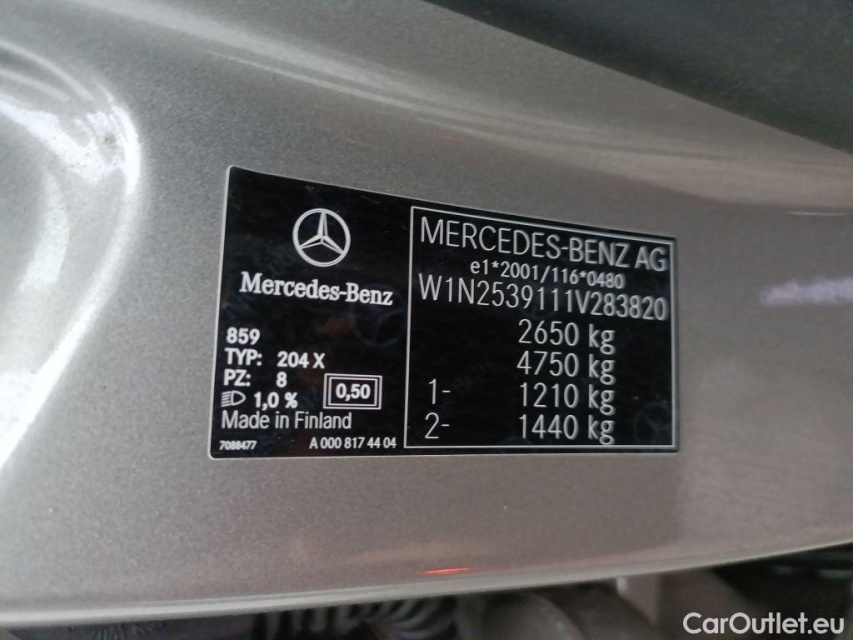 Mercedes-Benz
859
TYP: 204 X
PZ: 8
1,0 %
0,50
Made in Finland
7088477 A 000 817 44 04
MERCEDES-BENZ AG
e1*2001/116*0480
W1N2539111V283820
2650 kg
4750 kg
1- 1210 kg
2- 1440 kg
CarOutlet.eu